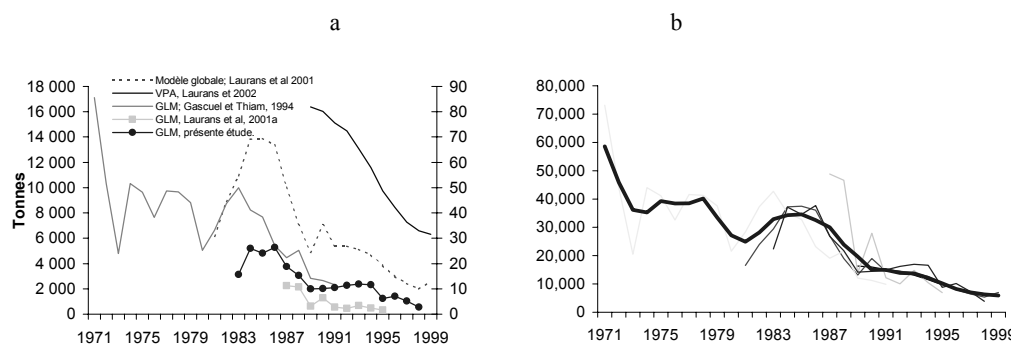 a
b
Modèle globale; Laurans et al 2001
VPA, Laurans et 2002
GLM; Gascuel et Thiam, 1994
GLM, Laurans et al, 2001a
GLM, présente étude
Tonnes
18 000
16 000
14 000
12 000
10 000
8 000
6 000
4 000
2 000
0
90
80
70
60
50
40
30
20
10
0
1971 1975 1979 1983 1987 1991 1995 1999
80,000
70,000
60,000
50,000
40,000
30,000
20,000
10,000
0
1971 1975 1979 1983 1987 1991 1995 1999